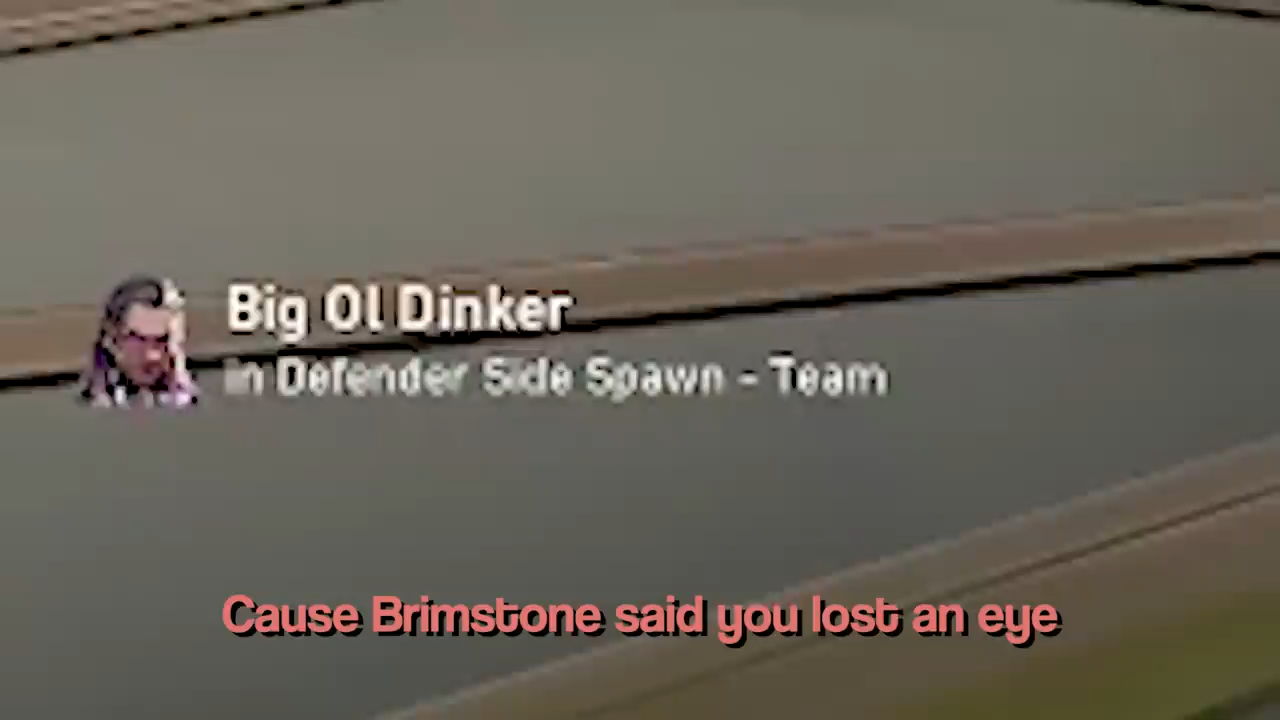 Big Ol Dinker
in Defender Side Spawn - Team
Cause Brimstone said you lost an eye